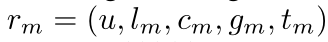 r_m = (u, l_m, c_m, g_m, t_m)